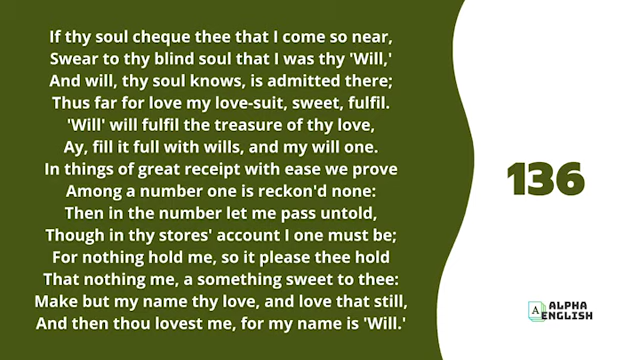 If thy soul cheque thee that I come so near,
Swear to thy blind soul that I was thy 'Will,'
And will, thy soul knows, is admitted there;
Thus far for love my love-suit, sweet, fulfil.
'Will' will fulfil the treasure of thy love,
Ay, fill it full with wills, and my will one.
In things of great receipt with ease we prove
Among a number one is reckon'd none:
Then in the number let me pass untold,
Though in thy stores' account I one must be;
For nothing hold me, so it please thee hold
That nothing me, a something sweet to thee:
Make but my name thy love, and love that still,
And then thou lovest me, for my name is 'Will.'
136
A
ALPHA
ENGLISH